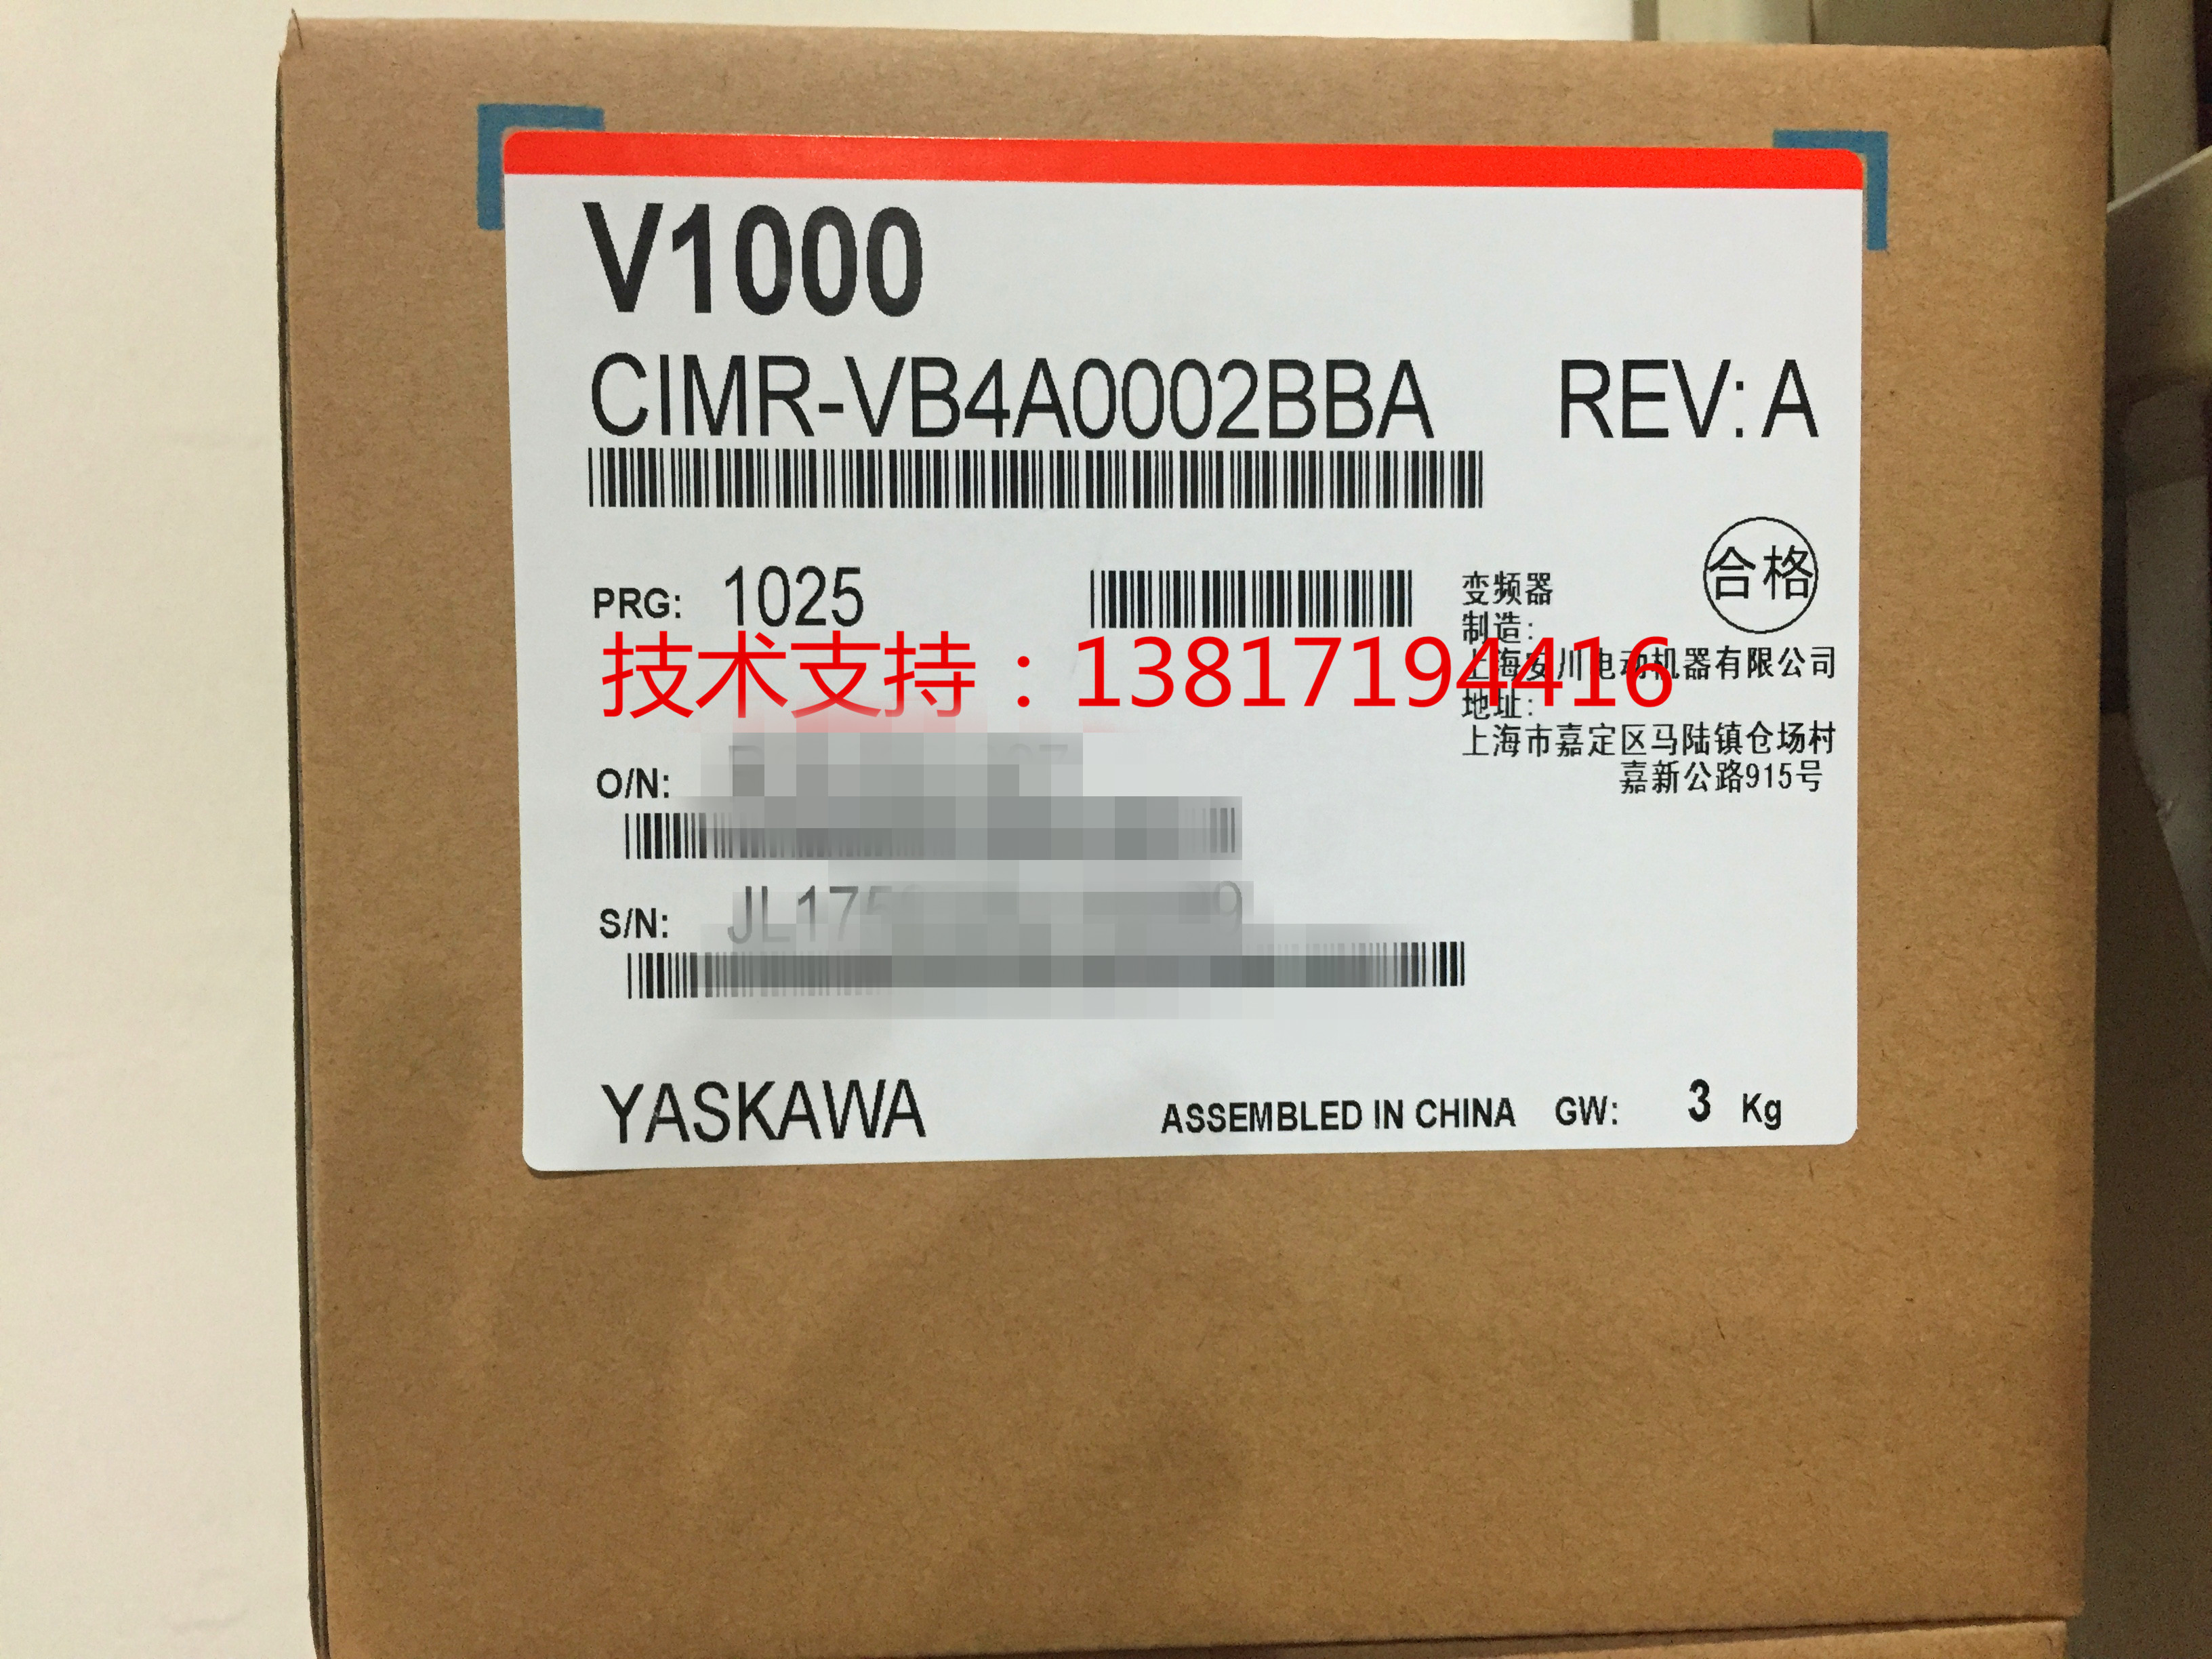 V1000
CIMR-VB4A0002BBA REV: A
合格
PRG: 1025
变频器
制造:
技术支持：13817194416
上海安川电动机器有限公司
地址:
上海市嘉定区马陆镇仓场村
嘉新公路915号
O/N:
S/N: JL175
YASKAWA
ASSEMBLED IN CHINA GW: 3 Kg